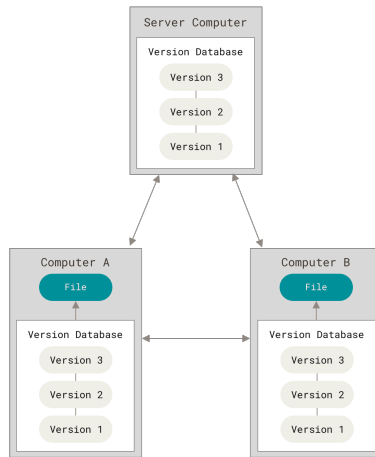 Server Computer
Version Database
Version 3
Version 2
Version 1
Computer A
File
Version Database
Version 3
Version 2
Version 1
Computer B
File
Version Database
Version 3
Version 2
Version 1